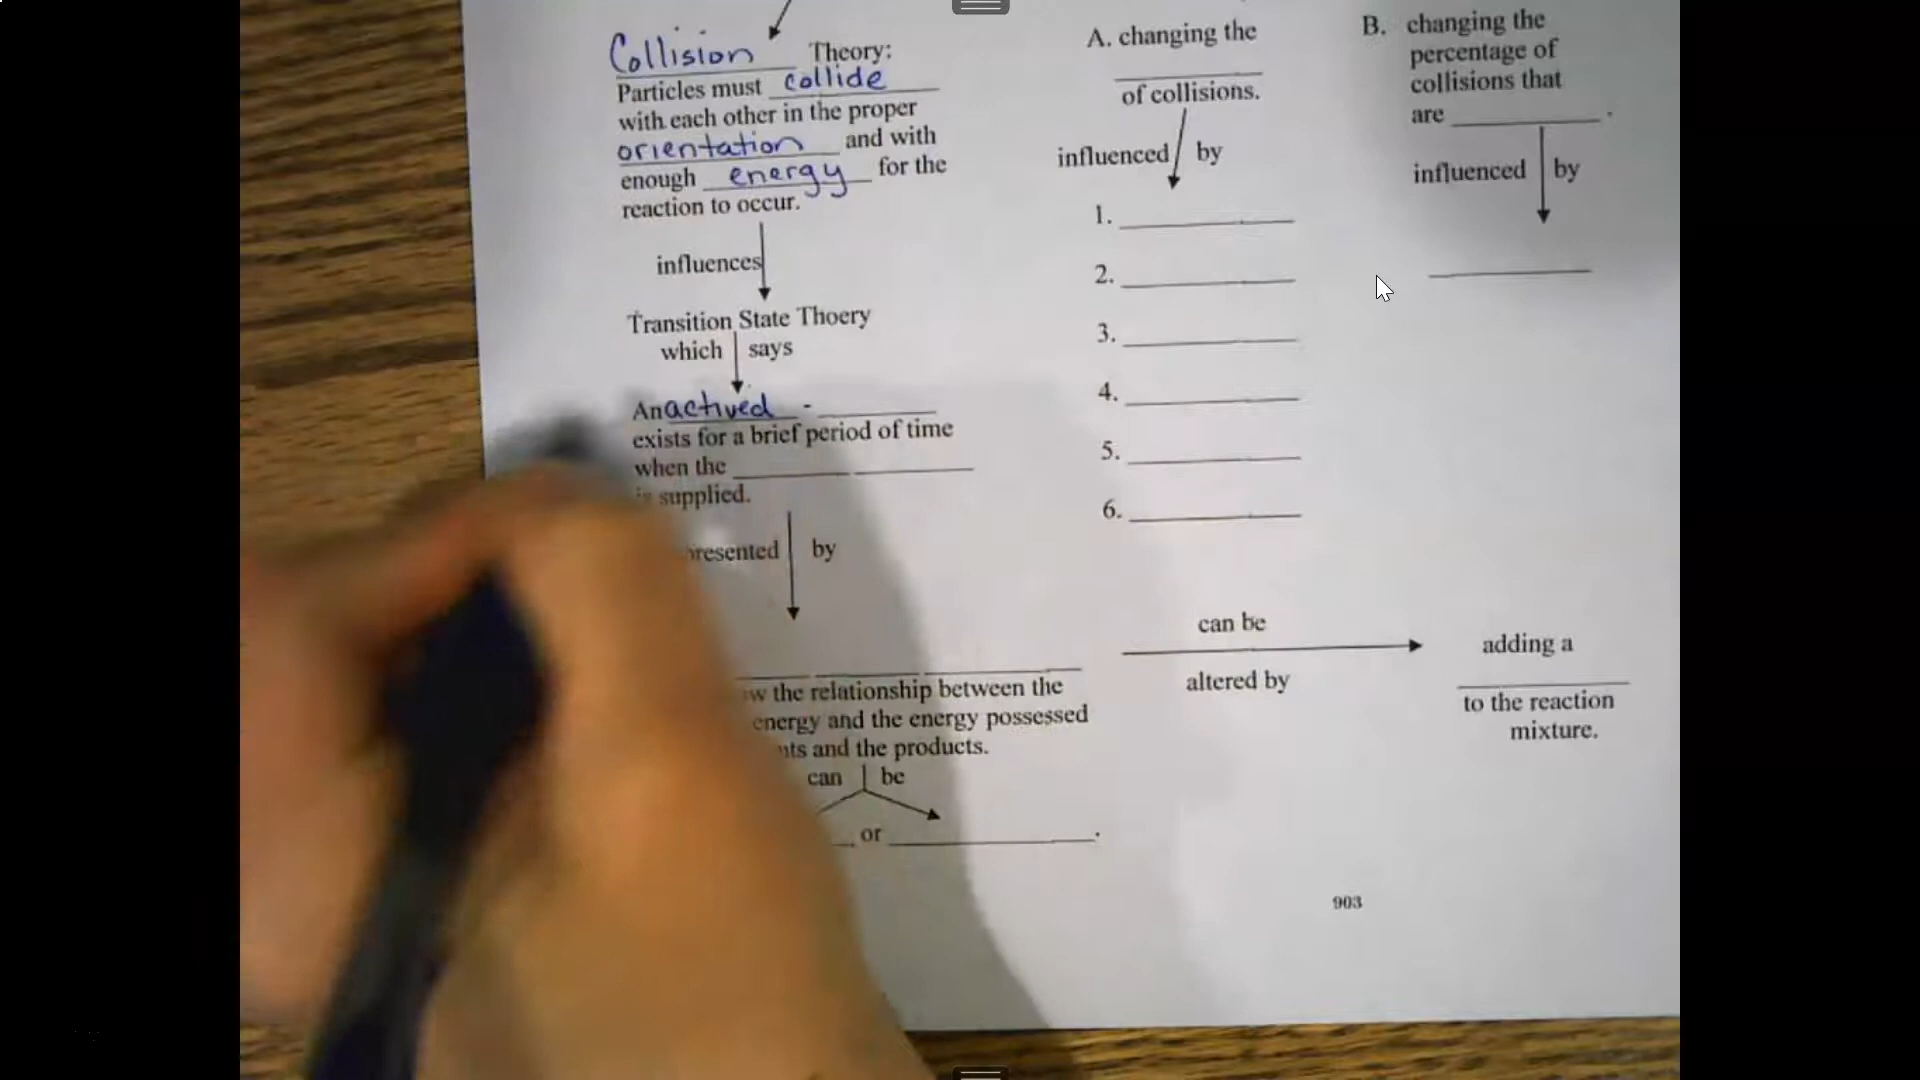 Collision Theory:
Particles must collide
with each other in the proper
orientation and with
enough energy for the
reaction to occur.
influences
Transition State Thoery
which says
An actived -
exists for a brief period of time
when the
supplied.
by
the relationship between the
energy and the energy possessed
and the products.
can be
or
A. changing the
of collisions.
influenced by
1.
2.
3.
4.
5.
6.
B. changing the
percentage of
collisions that
are .
influenced by
can be
altered by
adding a
to the reaction
mixture.
903